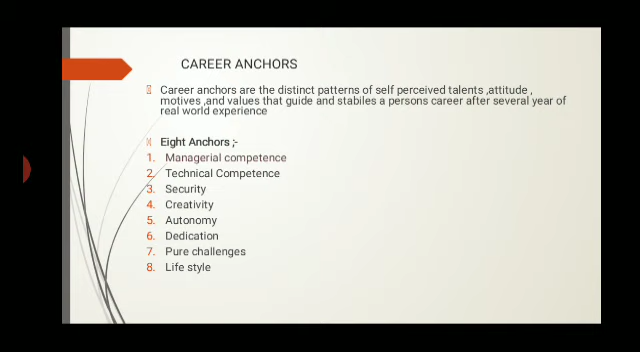 CAREER ANCHORS
Career anchors are the distinct patterns of self perceived talents ,attitude ,
motives ,and values that guide and stabiles a persons career after several year of
real world experience
Eight Anchors ;-
1. Managerial competence
2. Technical Competence
3. Security
4. Creativity
5. Autonomy
6. Dedication
7. Pure challenges
8. Life style